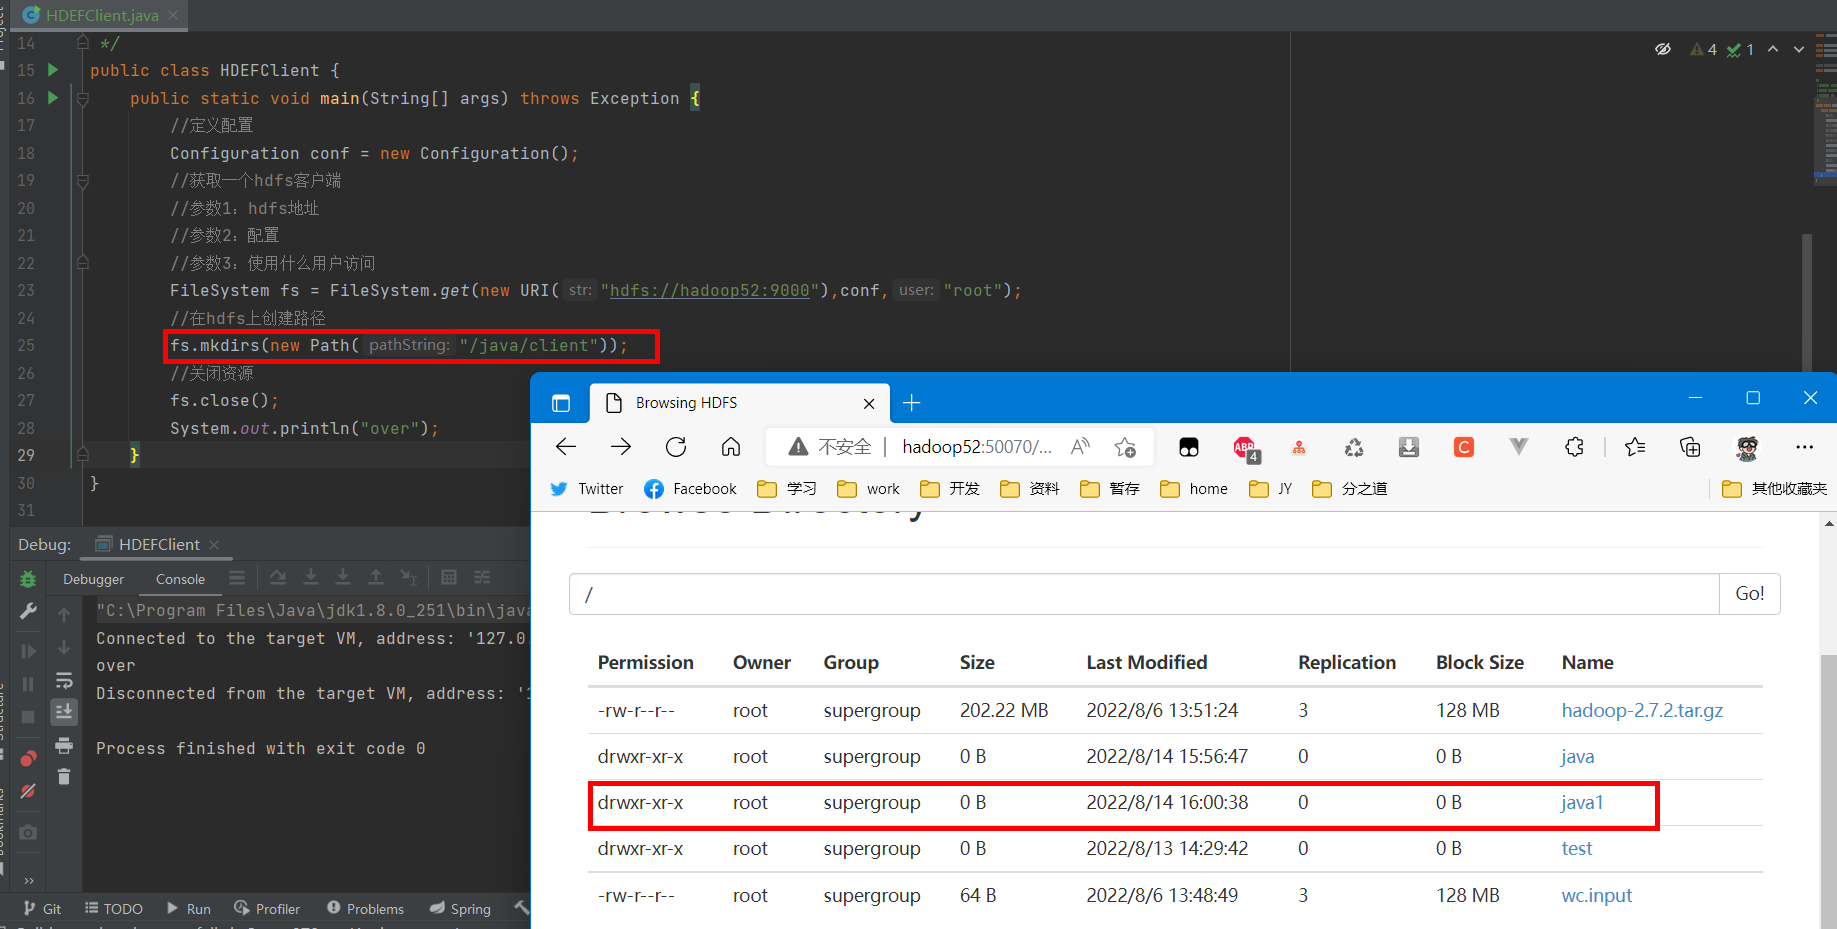 HDEFClient.java
14 */
15 public class HDEFClient {
16 public static void main(String[] args) throws Exception {
17 //定义配置
18 Configuration conf = new Configuration();
19 //获取一个hdfs客户端
20 //参数1：hdfs地址
21 //参数2：配置
22 //参数3：使用什么用户访问
23 FileSystem fs = FileSystem.get(new URI( str: "hdfs://hadoop52:9000"),conf, user: "root");
24 //在hdfs上创建路径
25 fs.mkdirs(new Path( pathString: "/java/client"));
26 //关闭资源
27 fs.close();
28 System.out.println("over");
29 }
30 }
31
4 1
Debug: HDEFClient
Debugger Console
"C:\Program Files\Java\jdk1.8.0_251\bin\java
Connected to the target VM, address: '127.0
over
Disconnected from the target VM, address: '
Process finished with exit code 0
Git TODO Run Profiler Problems Spring
Browsing HDFS
不安全 hadoop52:50070/...
ABP 4
C
Twitter Facebook 学习 work 开发 资料 暂存 home JY 分之道 其他收藏夹
Browse Directory
/ Go!
Permission Owner Group Size Last Modified Replication Block Size Name
-rw-r--r-- root supergroup 202.22 MB 2022/8/6 13:51:24 3 128 MB hadoop-2.7.2.tar.gz
drwxr-xr-x root supergroup 0 B 2022/8/14 15:56:47 0 0 B java
drwxr-xr-x root supergroup 0 B 2022/8/14 16:00:38 0 0 B java1
drwxr-xr-x root supergroup 0 B 2022/8/13 14:29:42 0 0 B test
-rw-r--r-- root supergroup 64 B 2022/8/6 13:48:49 3 128 MB wc.input